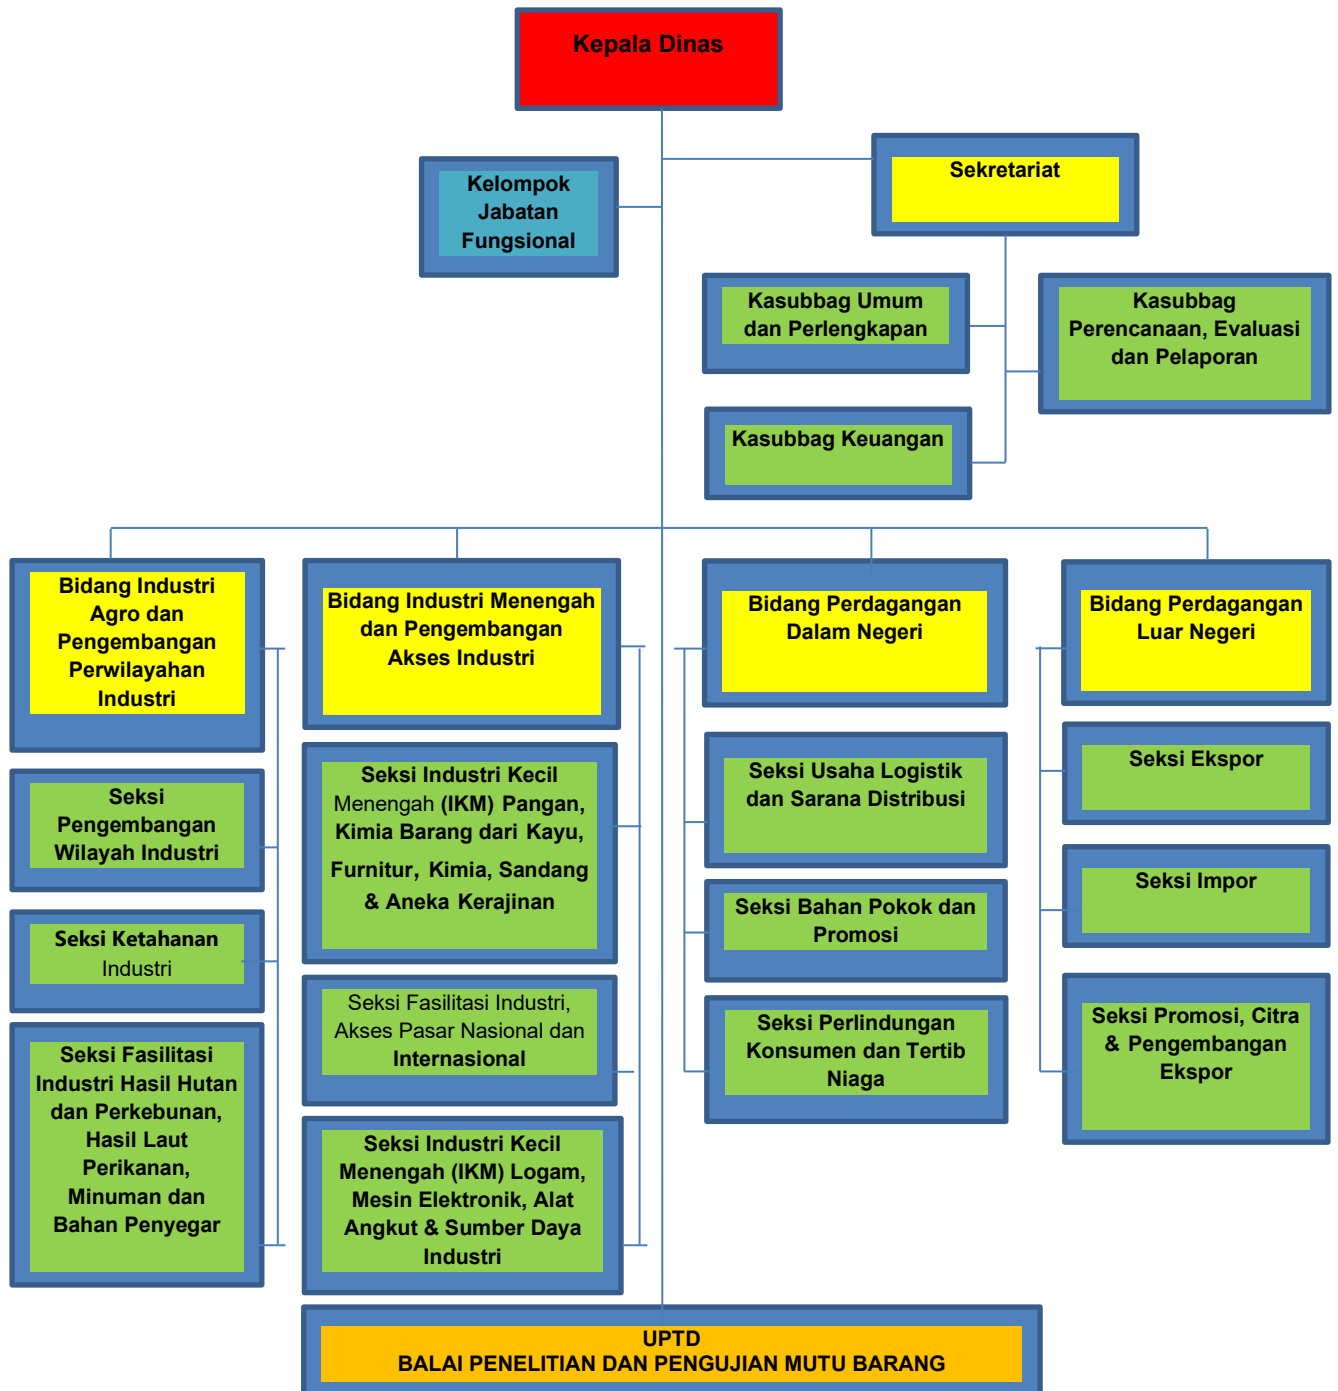 Kepala Dinas
Sekretariat
Kelompok
Jabatan
Fungsional
Kasubbag Umum
dan Perlengkapan
Kasubbag
Perencanaan, Evaluasi
dan Pelaporan
Kasubbag Keuangan
Bidang Industri
Agro dan
Pengembangan
Perwilayahan
Industri
Seksi
Pengembangan
Wilayah Industri
Seksi Ketahanan
Industri
Seksi Fasilitasi
Industri Hasil Hutan
dan Perkebunan,
Hasil Laut
Perikanan,
Minuman dan
Bahan Penyegar
Bidang Industri Menengah
dan Pengembangan
Akses Industri
Seksi Industri Kecil
Menengah (IKM) Pangan,
Kimia Barang dari Kayu,
Furnitur, Kimia, Sandang
& Aneka Kerajinan
Seksi Fasilitasi Industri,
Akses Pasar Nasional dan
Internasional
Seksi Industri Kecil
Menengah (IKM) Logam,
Mesin Elektronik, Alat
Angkut & Sumber Daya
Industri
Bidang Perdagangan
Dalam Negeri
Seksi Usaha Logistik
dan Sarana Distribusi
Seksi Bahan Pokok dan
Promosi
Seksi Perlindungan
Konsumen dan Tertib
Niaga
Bidang Perdagangan
Luar Negeri
Seksi Ekspor
Seksi Impor
Seksi Promosi, Citra
& Pengembangan
Ekspor
UPTD
BALAI PENELITIAN DAN PENGUJIAN MUTU BARANG